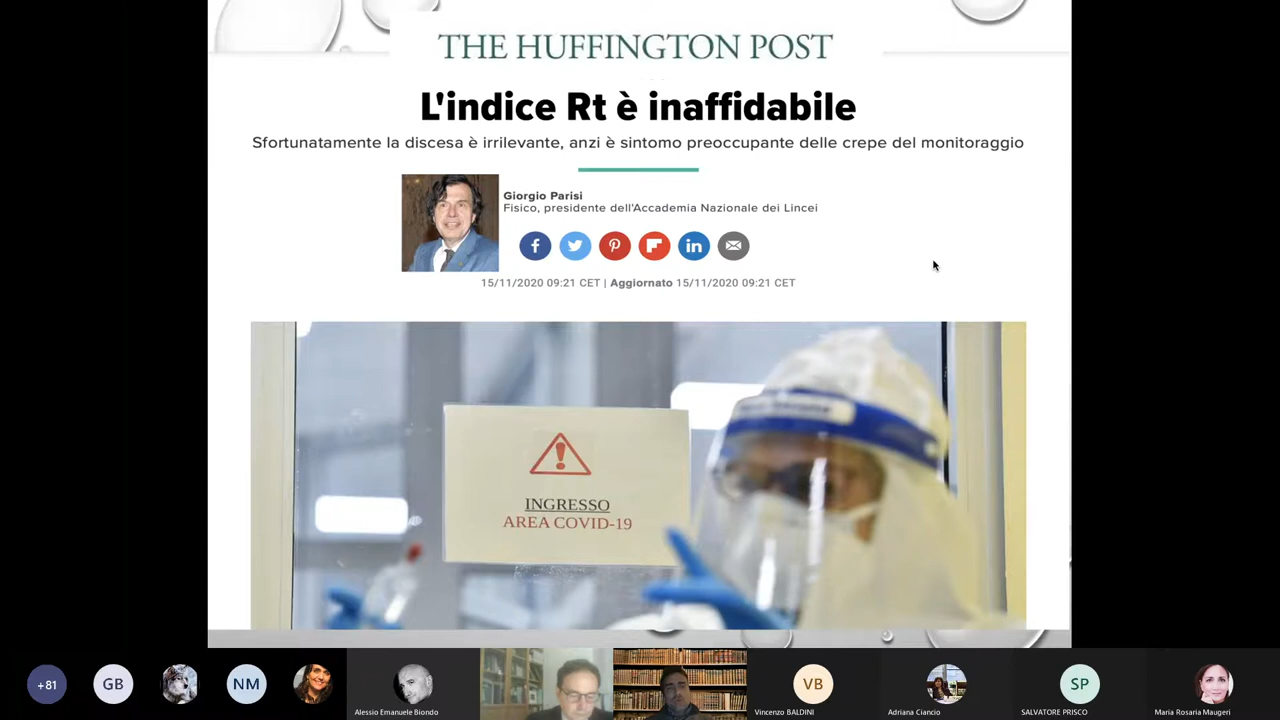 THE HUFFINGTON POST
L'indice Rt è inaffidabile
Sfortunatamente la discesa è irrilevante, anzi è sintomo preoccupante delle crepe del monitoraggio
Giorgio Parisi
Fisico, presidente dell'Accademia Nazionale dei Lincei
15/11/2020 09:21 CET | Aggiornato 15/11/2020 09:21 CET
INGRESSO
AREA COVID-19
+81
GB
NM
Alessio Emanuele Biondo
VB
Vincenzo BALDINI
Adriana Ciancio
SP
SALVATORE PRISCO
Maria Rosaria Maugeri